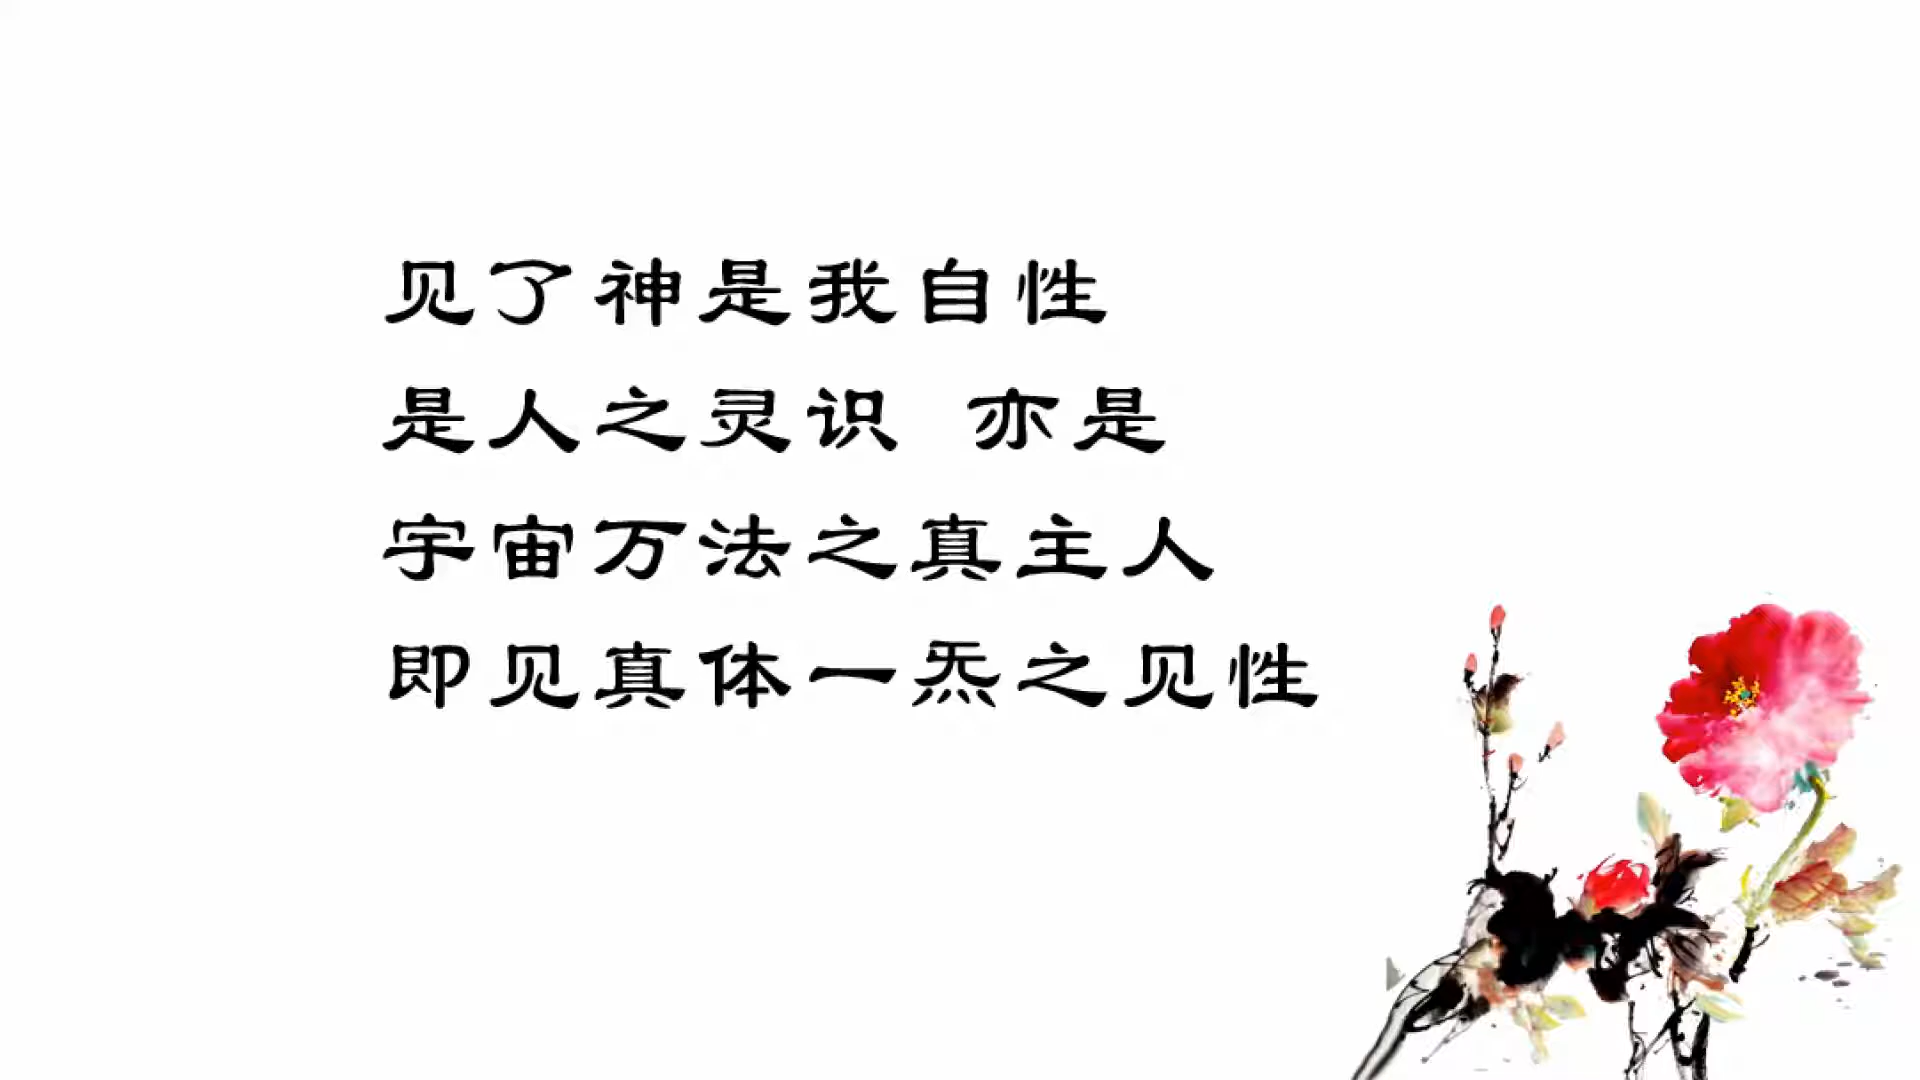 见了神是我自性
是人之灵识 亦是
宇宙万法之真主人
即见真体一炁之见性